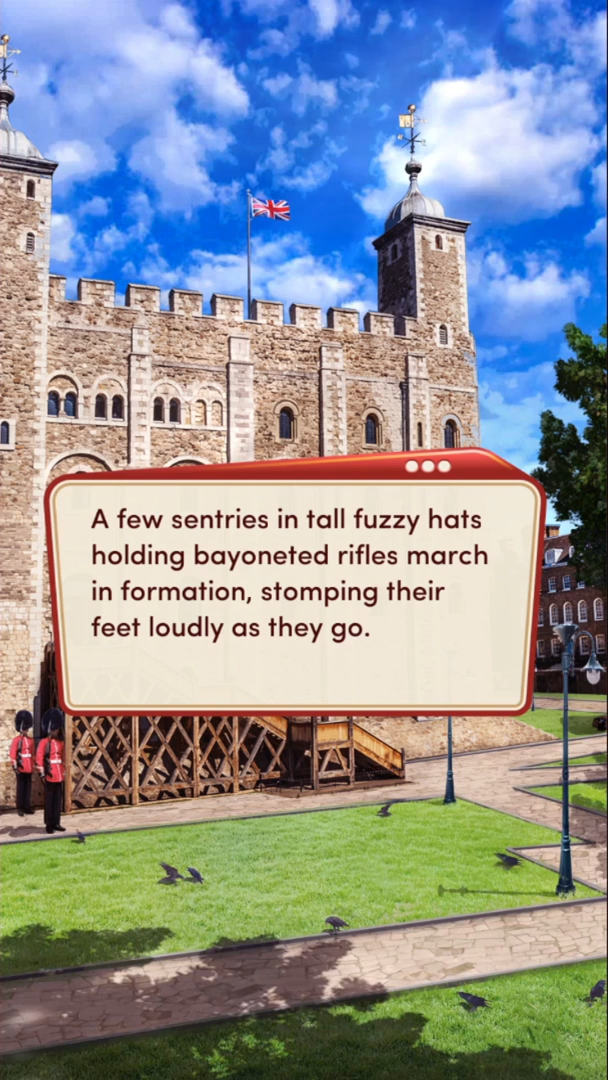 A few sentries in tall fuzzy hats
holding bayoneted rifles march
in formation, stomping their
feet loudly as they go.